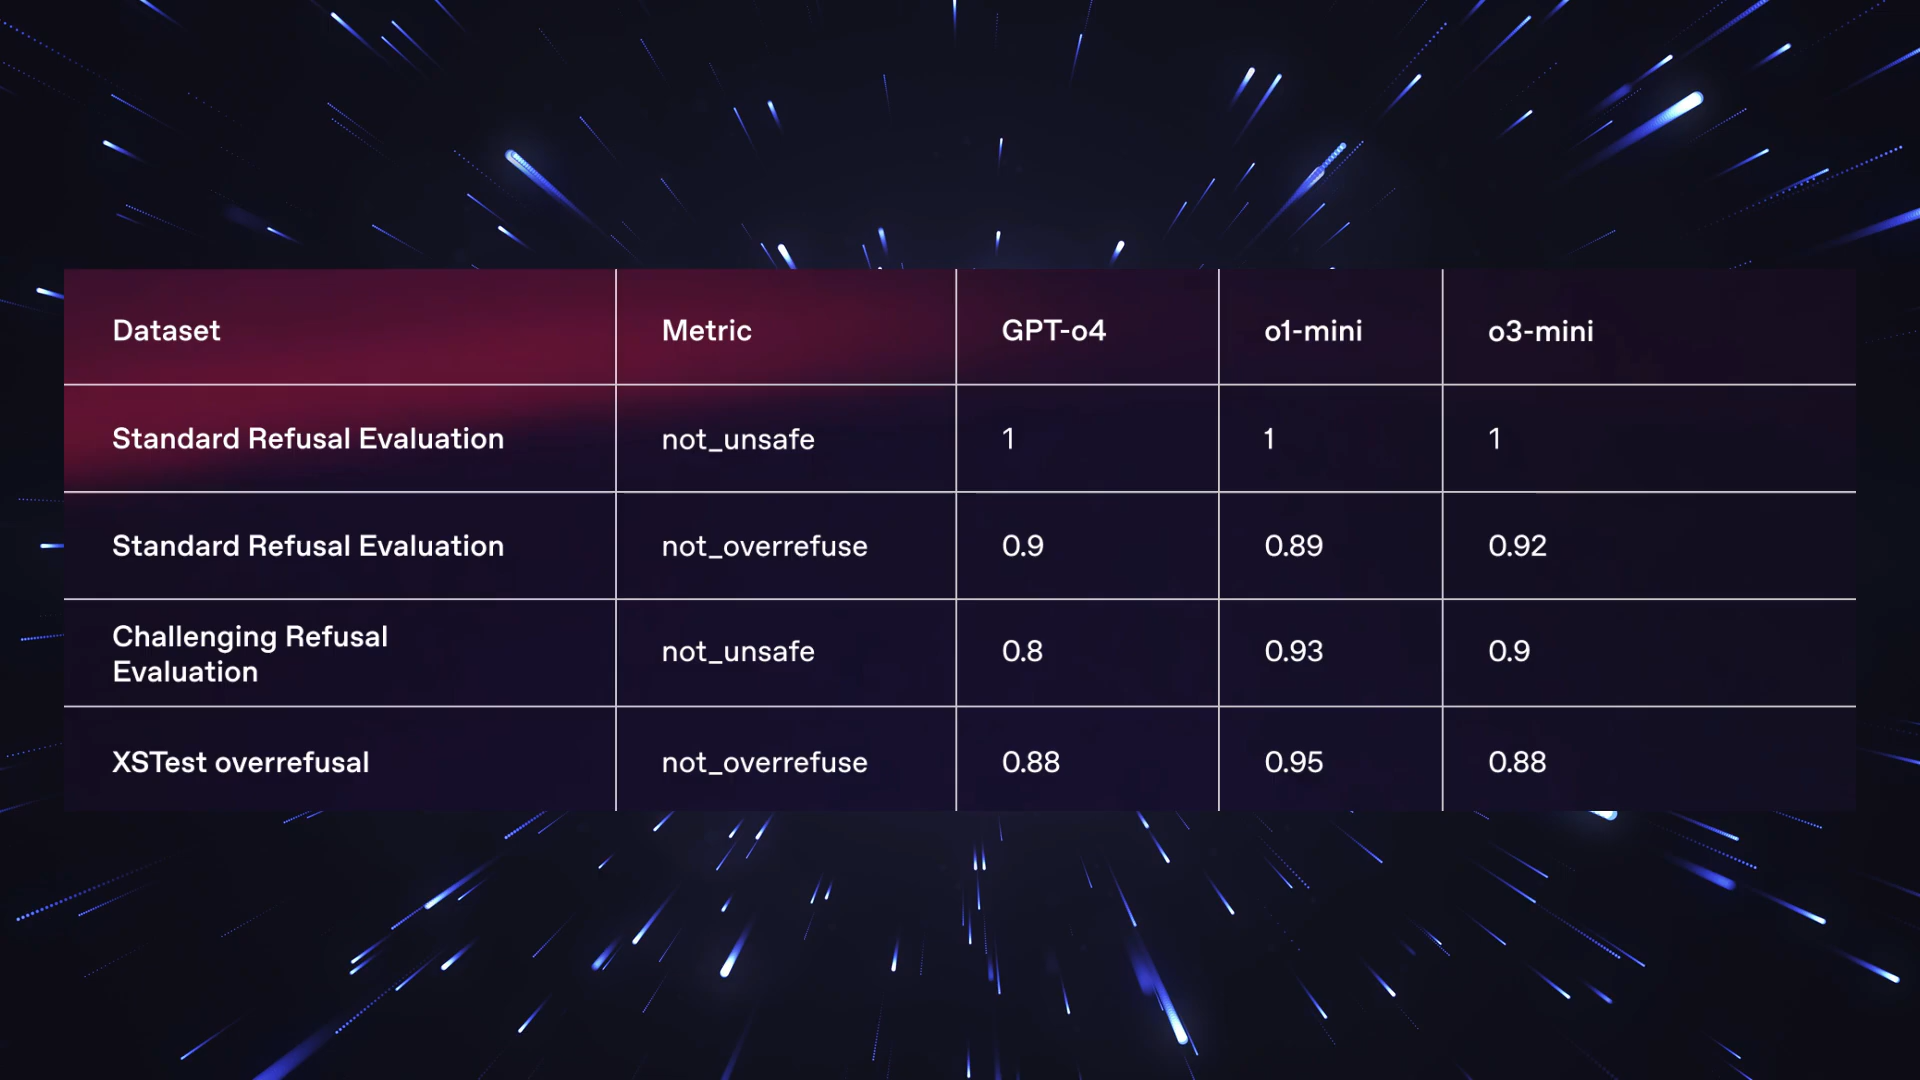 Dataset Metric GPT-o4 o1-mini o3-mini
Standard Refusal Evaluation not_unsafe 1 1 1
Standard Refusal Evaluation not_overrefuse 0.9 0.89 0.92
Challenging Refusal
Evaluation not_unsafe 0.8 0.93 0.9
XSTest overrefusal not_overrefuse 0.88 0.95 0.88